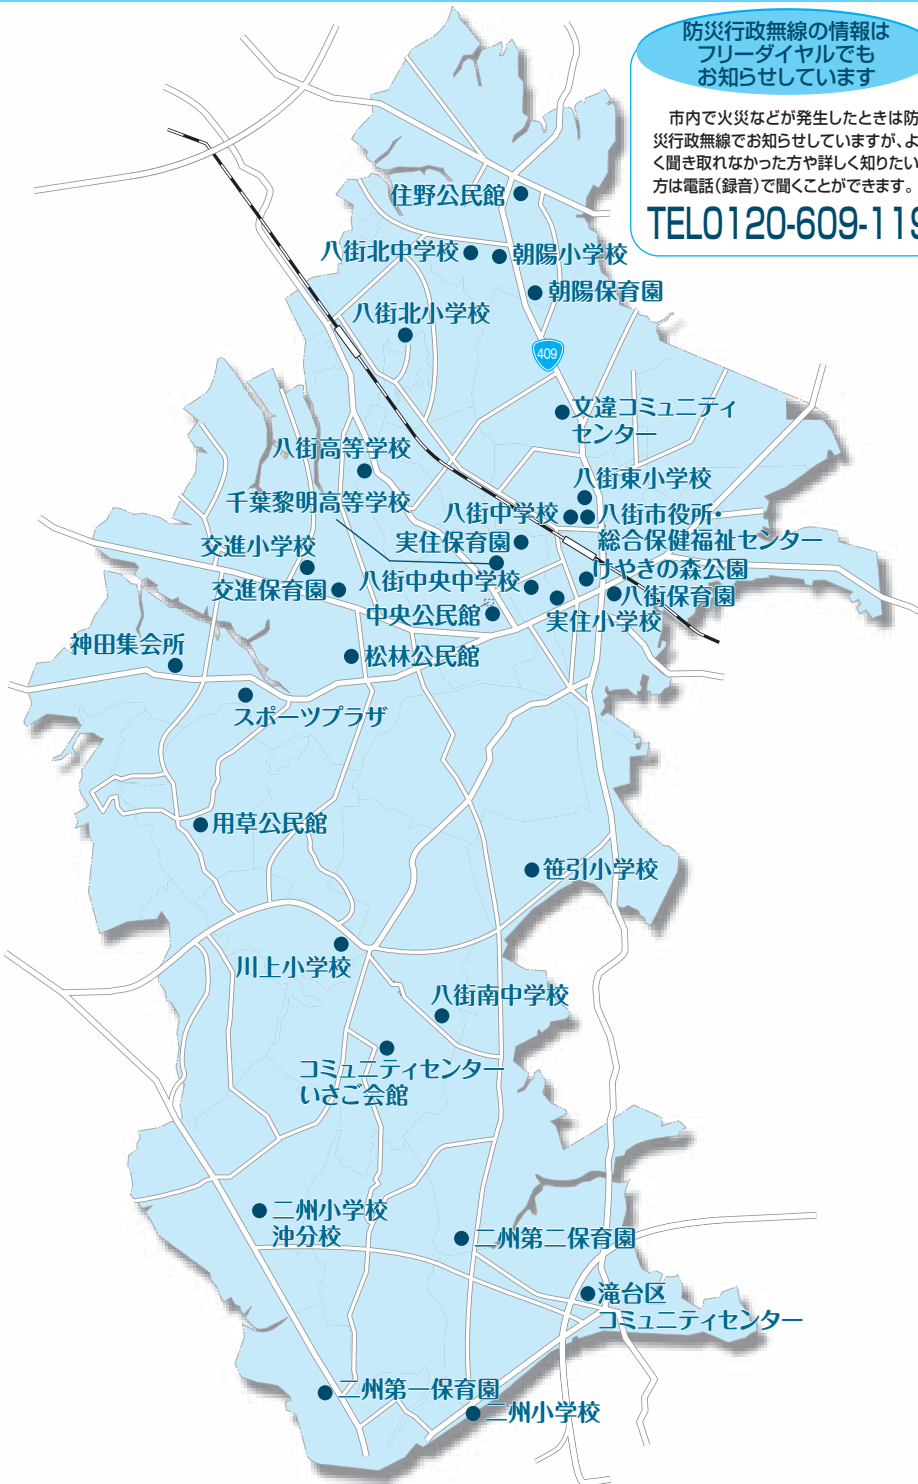 防災行政無線の情報は
フリーダイヤルでも
お知らせしています
市内で火災などが発生したときは防
災行政無線でお知らせしていますが、よ
く聞き取れなかった方や詳しく知りたい
方は電話（録音）で聞くことができます。
TEL0120-609-119
住野公民館
八街北中学校
朝陽小学校
朝陽保育園
八街北小学校
409
文違コミュニティ
センター
八街高等学校
八街東小学校
千葉黎明高等学校
八街中学校
八街市役所・
総合保健福祉センター
交進小学校
実住保育園
けやきの森公園
交進保育園
八街中央中学校
八街保育園
中央公民館
実住小学校
神田集会所
松林公民館
スポーツプラザ
用草公民館
笹引小学校
川上小学校
八街南中学校
コミュニティセンター
いさご会館
二州小学校
沖分校
二州第二保育園
滝台区
コミュニティセンター
二州第一保育園
二州小学校